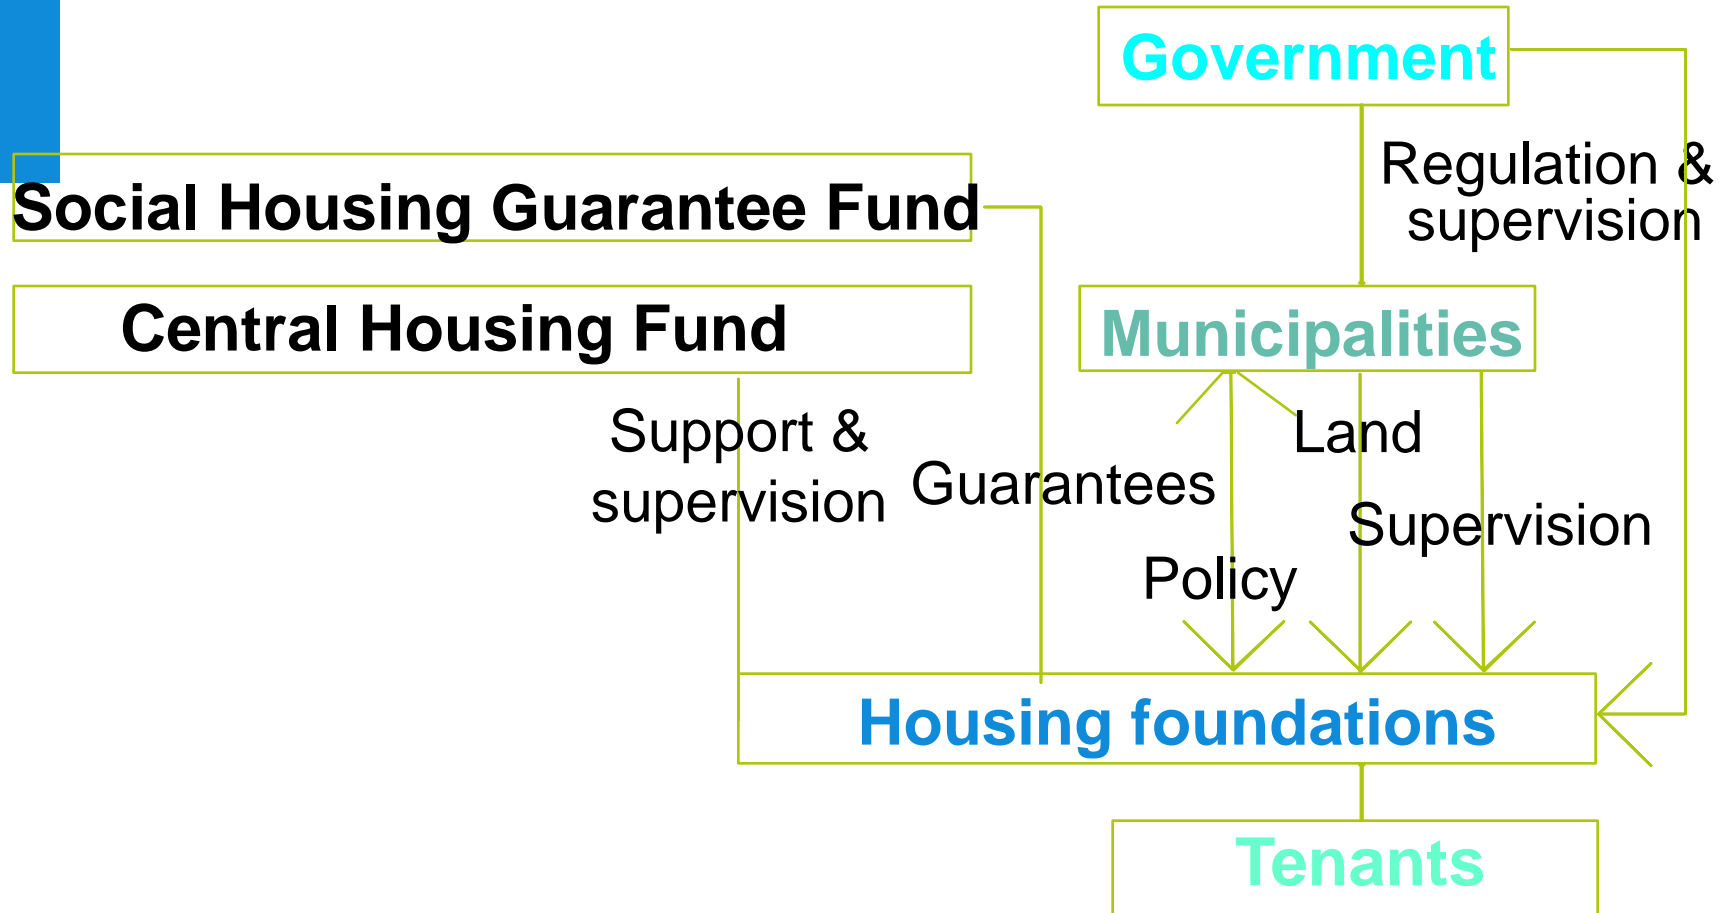 Government
Regulation &
supervision
Social Housing Guarantee Fund
Central Housing Fund
Municipalities
Support &
supervision
Guarantees
Land
Supervision
Policy
Housing foundations
Tenants